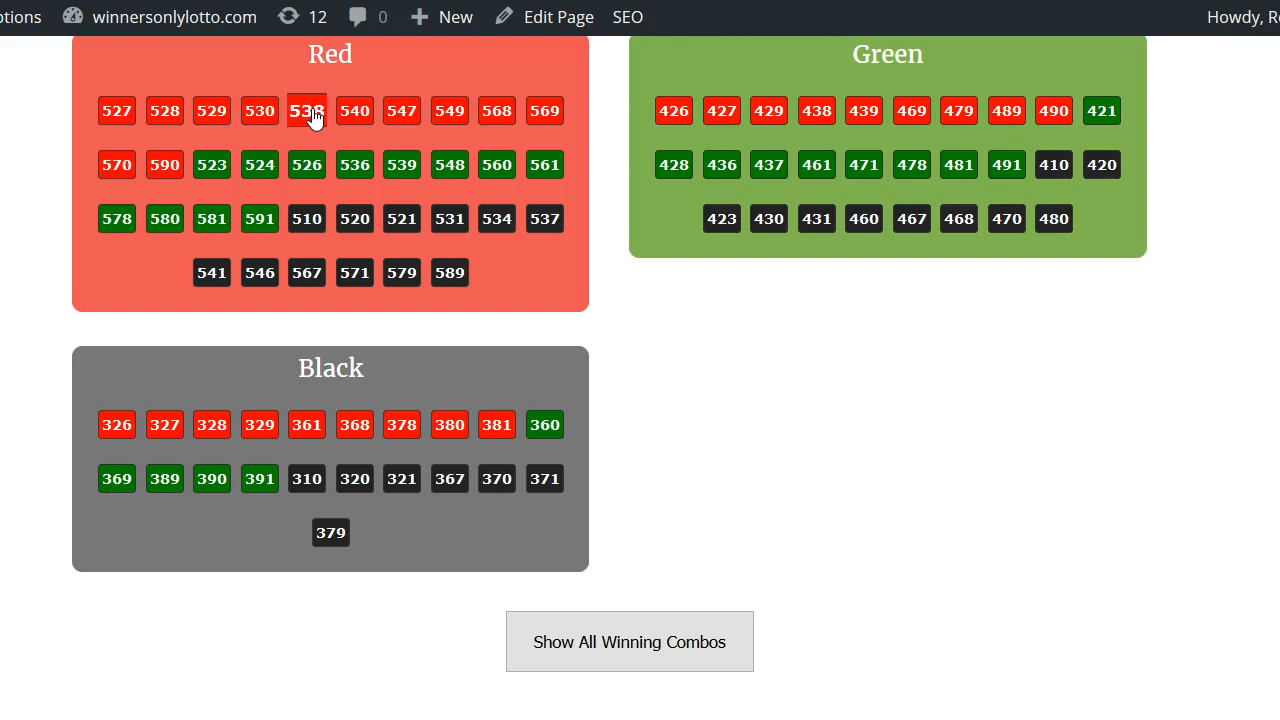 ptions winnersonlylotto.com 12 0 New Edit Page SEO Howdy, R
Red
527 528 529 530 538 540 547 549 568 569
570 590 523 524 526 536 539 548 560 561
578 580 581 591 510 520 521 531 534 537
541 546 567 571 579 589
Green
426 427 429 438 439 469 479 489 490 421
428 436 437 461 471 478 481 491 410 420
423 430 431 460 467 468 470 480
Black
326 327 328 329 361 368 378 380 381 360
369 389 390 391 310 320 321 367 370 371
379
Show All Winning Combos